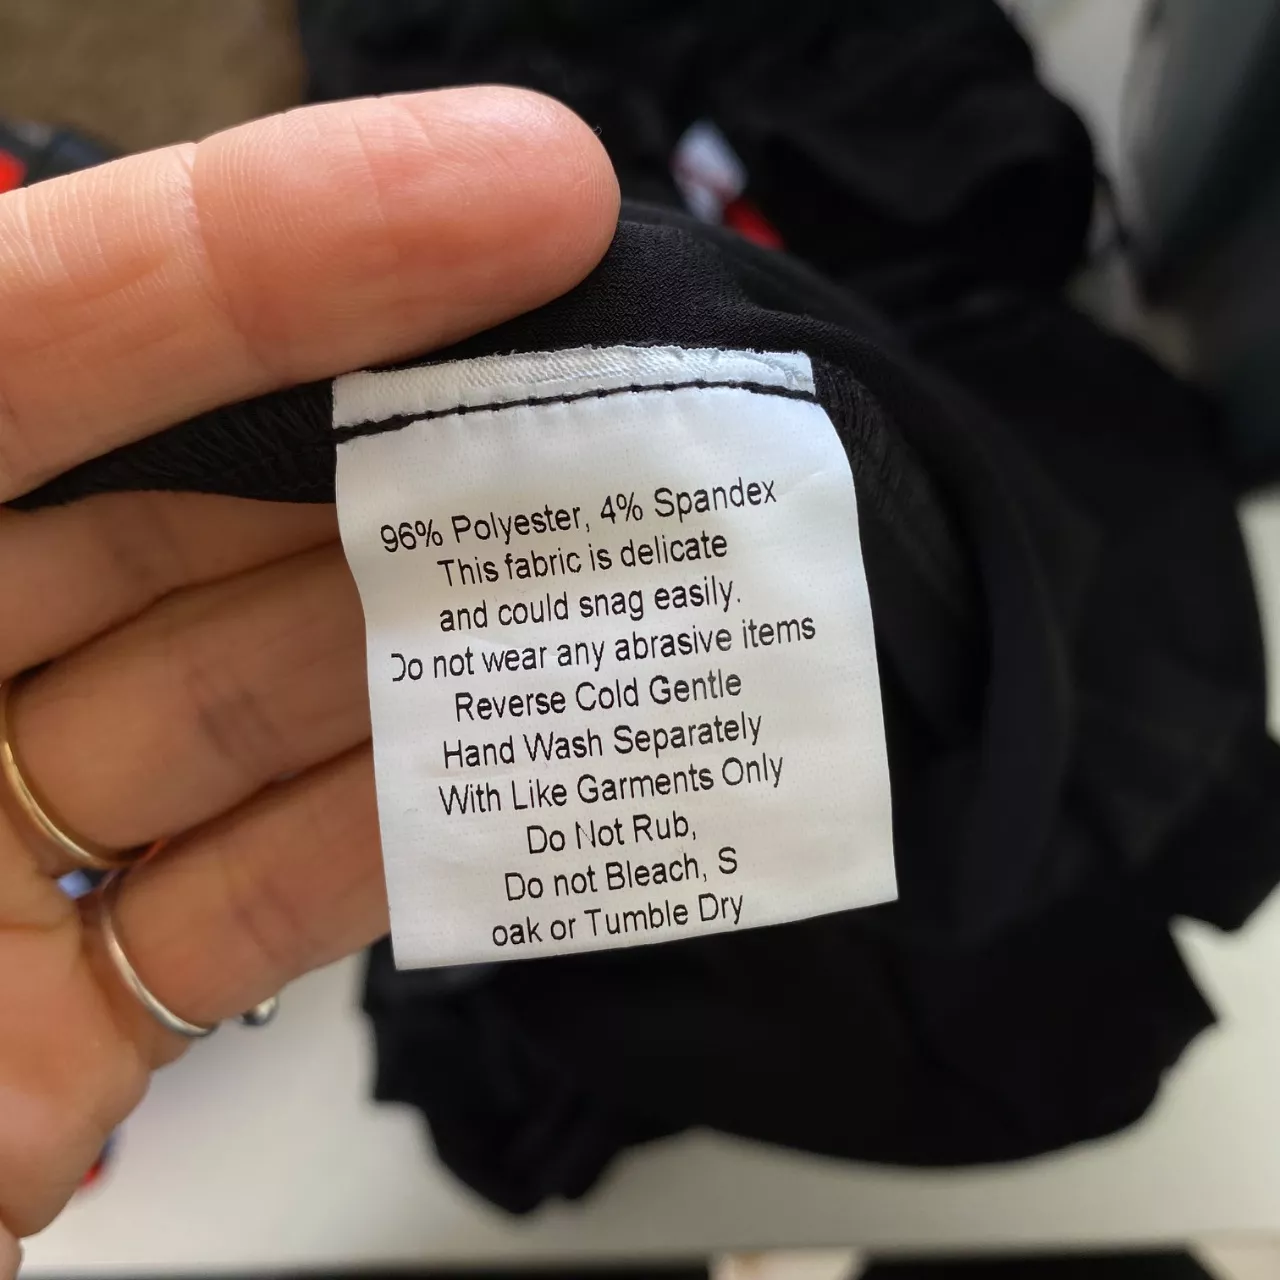 96% Polyester, 4% Spandex
This fabric is delicate
and could snag easily.
Do not wear any abrasive items
Reverse Cold Gentle
Hand Wash Separately
With Like Garments Only
Do Not Rub,
Do not Bleach, S
oak or Tumble Dry